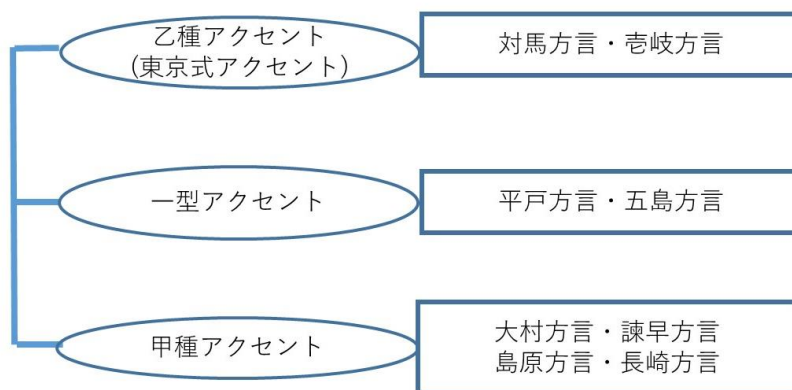 乙種アクセント
(東京式アクセント)
対馬方言・壱岐方言
一型アクセント
平戸方言・五島方言
甲種アクセント
大村方言・諫早方言
島原方言・長崎方言